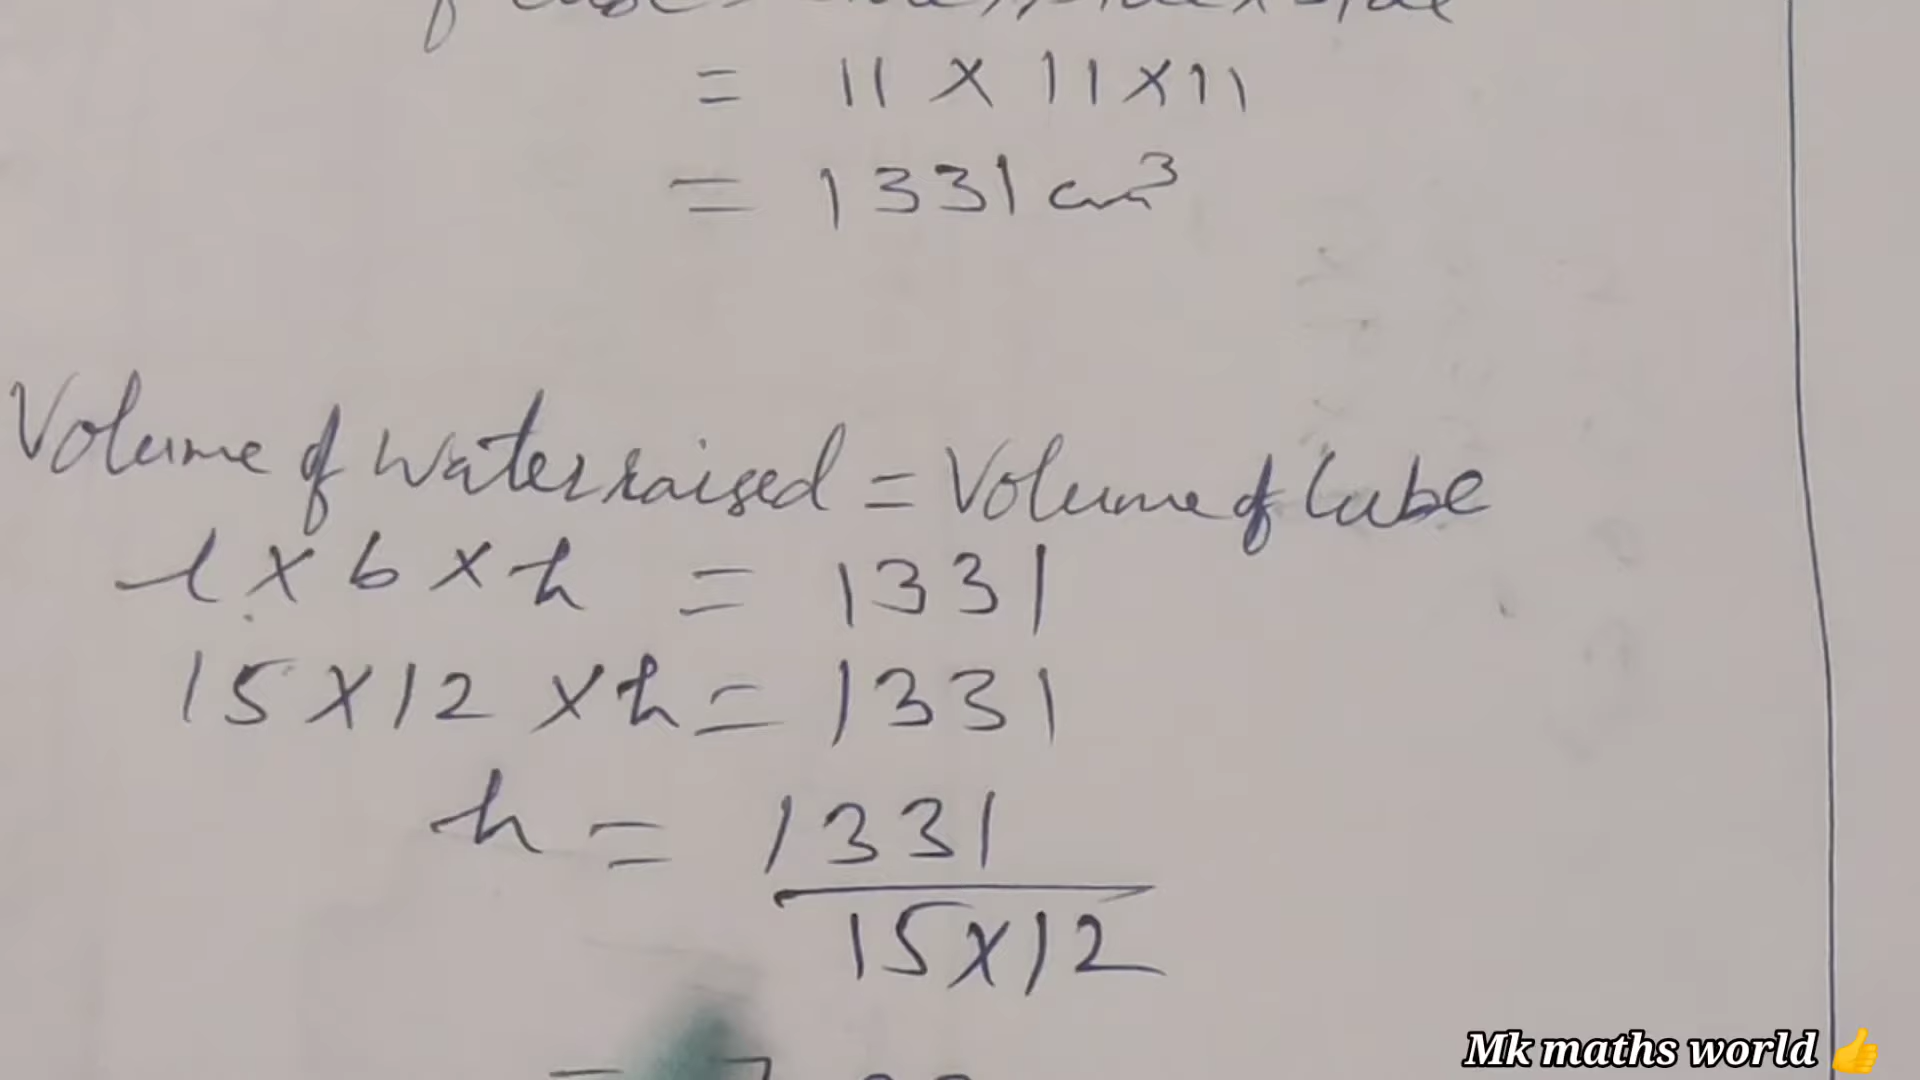 = 11 × 11 × 11
= 1331 cm³
Volume of Water raised = Volume of Cube
l × b × h = 1331
15 × 12 × h = 1331
h = 1331
15 × 12
Mk maths world 👍